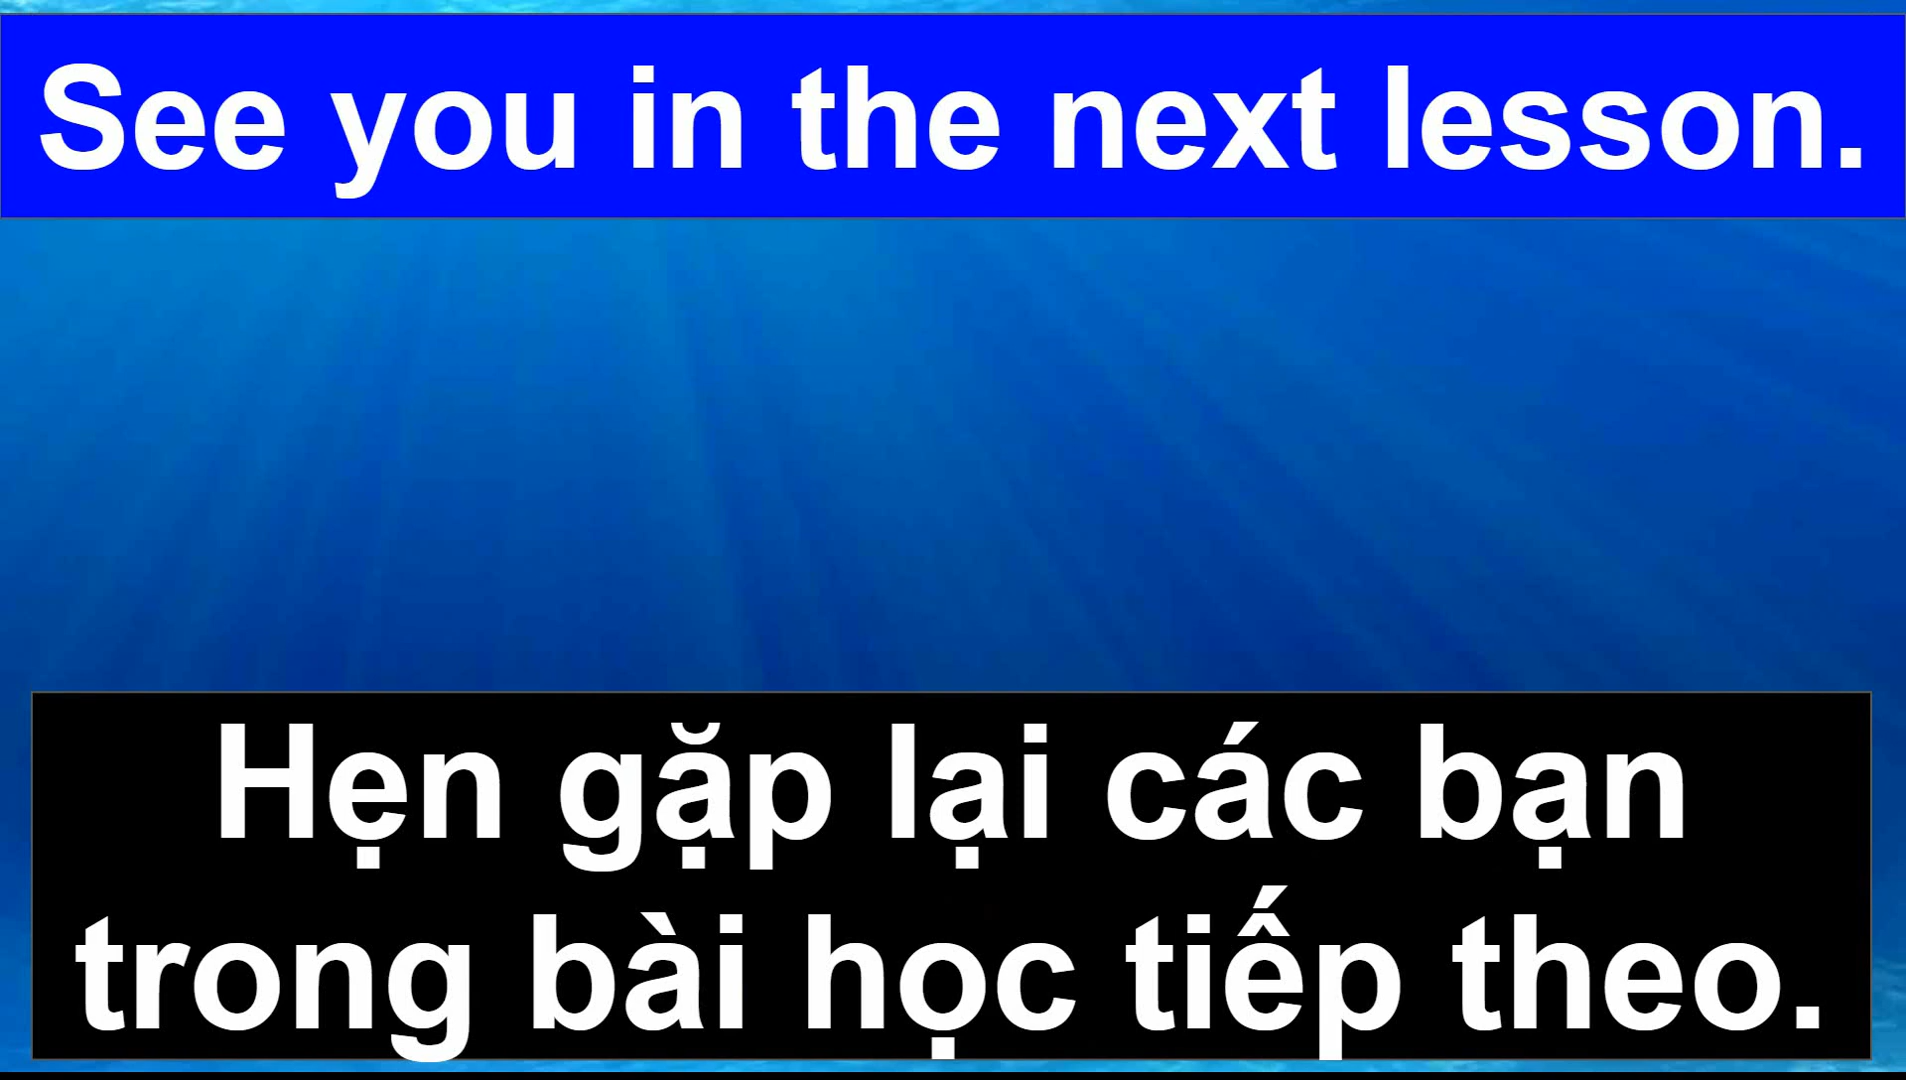 See you in the next lesson.
Hẹn gặp lại các bạn
trong bài học tiếp theo.